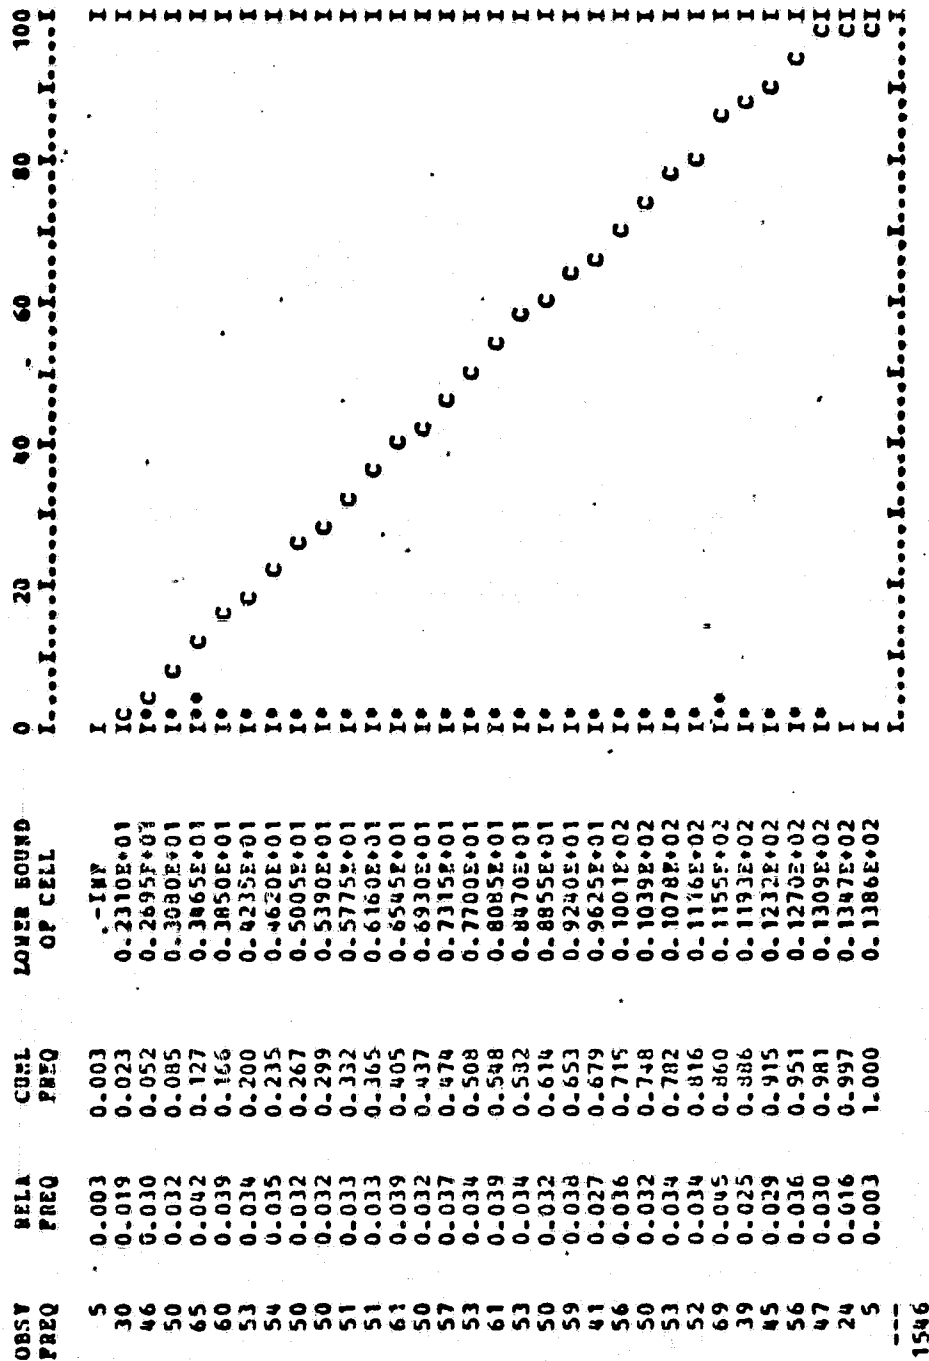 OBSV RELA CUML LOWER BOUND 0 20 40 60 80 100
FREQ FREQ FREQ OF CELL I....I....I....I....I....I....I....I....I....I....I
5 0.003 0.003 -INF I I
30 0.019 0.023 0.2310E+01 IC I
46 0.030 0.052 0.2695E+01 I*C I
50 0.032 0.085 0.3080E+01 I* C I
65 0.042 0.127 0.3465E+01 I** C I
60 0.039 0.166 0.3850E+01 I* C I
53 0.034 0.200 0.4235E+01 I* C I
54 0.035 0.235 0.4620E+01 I* C I
50 0.032 0.267 0.5005E+01 I* C I
50 0.032 0.299 0.5390E+01 I* C I
51 0.033 0.332 0.5775E+01 I* C I
51 0.033 0.365 0.6160E+01 I* C I
61 0.039 0.405 0.6545E+01 I* C I
50 0.032 0.437 0.6930E+01 I* C I
57 0.037 0.474 0.7315E+01 I* C I
53 0.034 0.508 0.7700E+01 I* C I
61 0.039 0.548 0.8085E+01 I* C I
53 0.034 0.582 0.8470E+01 I* C I
50 0.032 0.614 0.8855E+01 I* C I
59 0.038 0.653 0.9240E+01 I* C I
41 0.027 0.679 0.9625E+01 I* C I
56 0.036 0.715 0.1001E+02 I* C I
50 0.032 0.748 0.1039E+02 I* C I
53 0.034 0.782 0.1078E+02 I* C I
52 0.034 0.816 0.1116E+02 I* C I
69 0.045 0.860 0.1155E+02 I** C I
39 0.025 0.886 0.1193E+02 I* C I
45 0.029 0.915 0.1232E+02 I* C I
56 0.036 0.951 0.1270E+02 I* C I
47 0.030 0.981 0.1309E+02 I* CI
24 0.016 0.997 0.1347E+02 I CI
5 0.003 1.000 0.1386E+02 I CI
--- I....I....I....I....I....I....I....I....I....I....I
1546